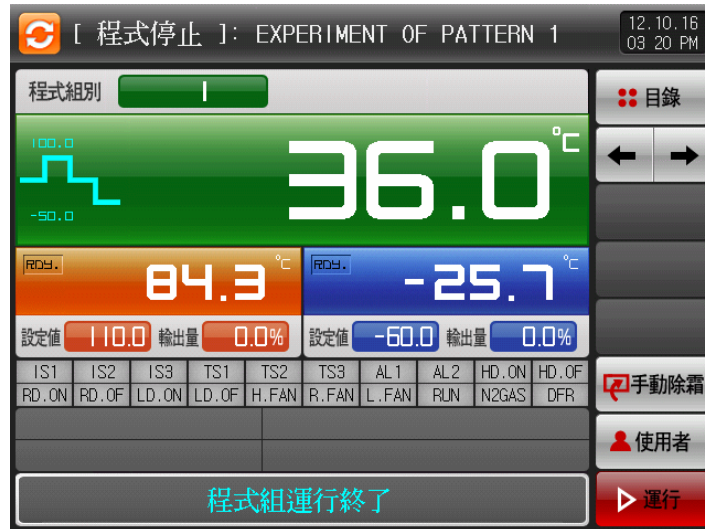 [ 程式停止 ]: EXPERIMENT OF PATTERN 1
12.10.16
03 20 PM
程式組別 1
目錄
100.0
-50.0
36.0 ℃
← →
RDY. 84.3 ℃
RDY. -25.7 ℃
設定值 110.0 輸出量 0.0%
設定值 -60.0 輸出量 0.0%
IS1 IS2 IS3 TS1 TS2 TS3 AL1 AL2 HD.ON HD.OF
RD.ON RD.OF LD.ON LD.OF H.FAN R.FAN L.FAN RUN N2GAS DFR
手動除霜
使用者
程式組運行終了
運行